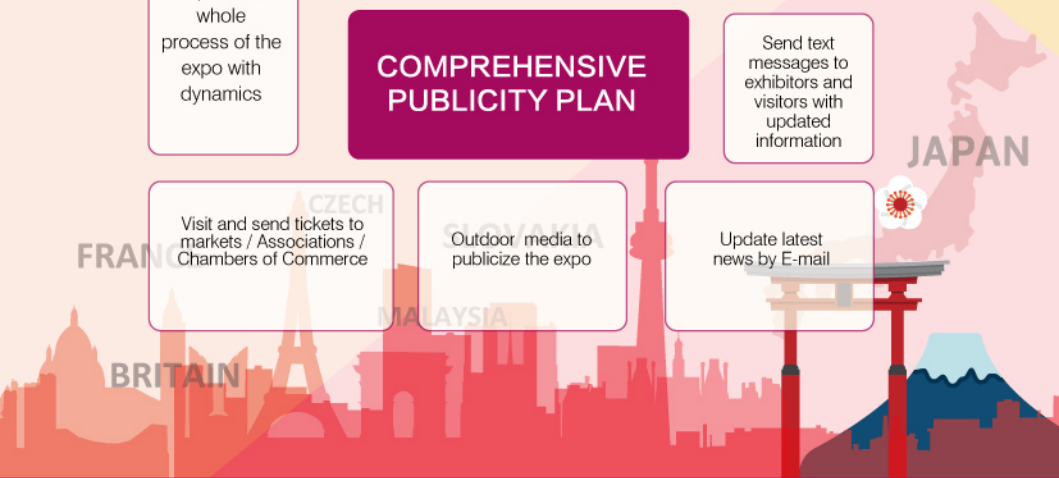 whole
process of the
expo with
dynamics
COMPREHENSIVE
PUBLICITY PLAN
Send text
messages to
exhibitors and
visitors with
updated
information
JAPAN
Visit and send tickets to
markets / Associations /
Chambers of Commerce
Outdoor media to
publicize the expo
Update latest
news by E-mail
CZECH
SLOVAKIA
FRANCE
MALAYSIA
BRITAIN